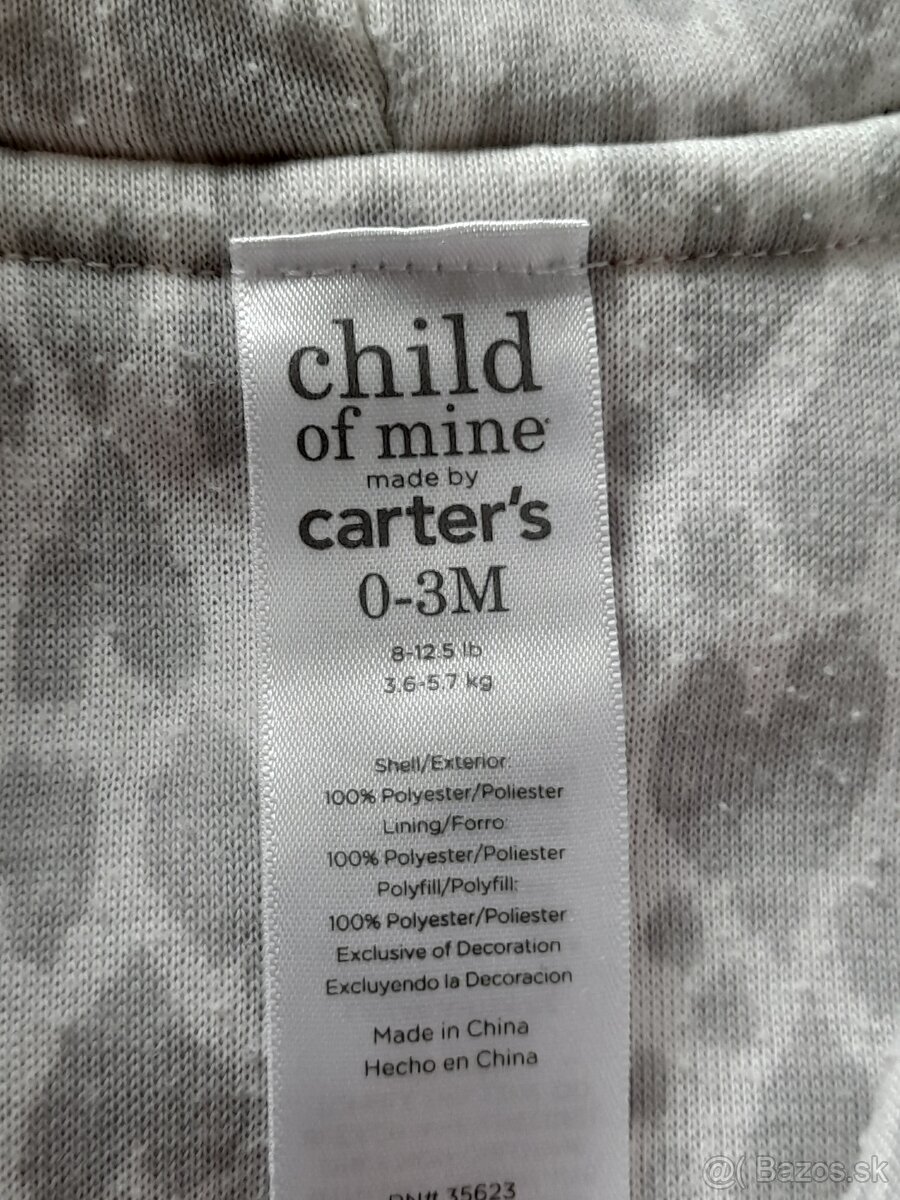 child
of mine
made by
carter's
0-3M
8-12.5 lb
3.6-5.7 kg
Shell/Exterior:
100% Polyester/Poliester
Lining/Forro:
100% Polyester/Poliester
Polyfill/Polyfill:
100% Polyester/Poliester
Exclusive of Decoration
Excluyendo la Decoracion
Made in China
Hecho en China
RN# 35623
@( Bazos.sk